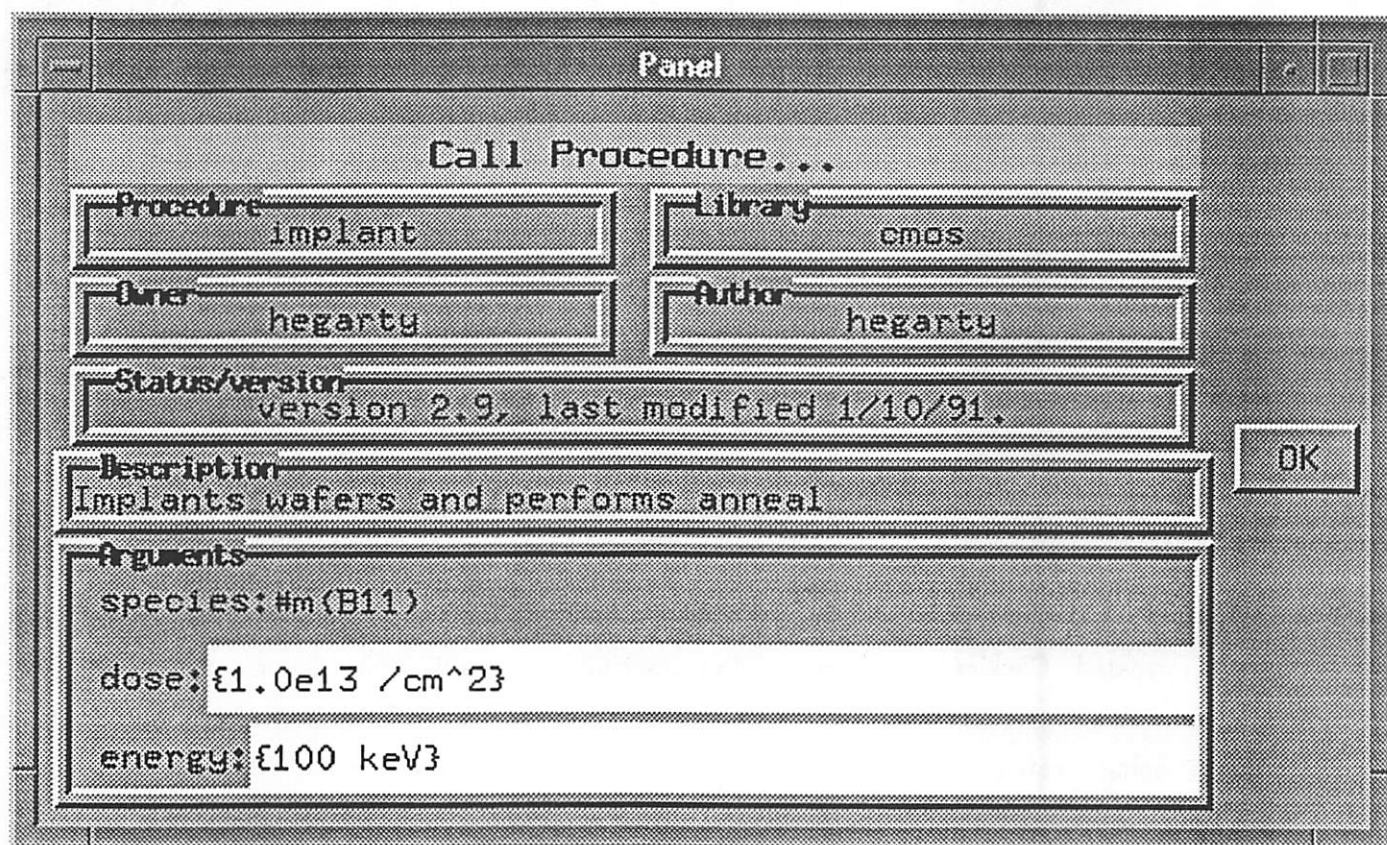 Panel
Call Procedure...
Procedure
implant
Library
cmos
Owner
hegarty
Author
hegarty
Status/version
version 2.9, last modified 1/10/91.
Description
Implants wafers and performs anneal
OK
Arguments
species:#m(B11)
dose:{1.0e13 /cm^2}
energy:{100 keV}